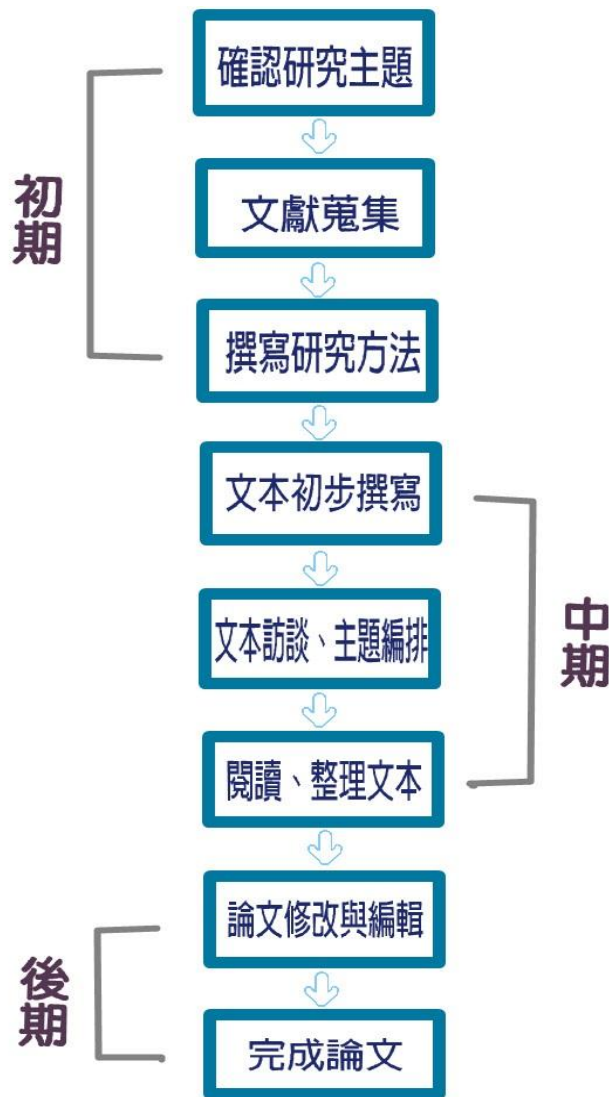 初期
確認研究主題
文獻蒐集
撰寫研究方法
中期
文本初步撰寫
文本訪談、主題編排
閱讀、整理文本
後期
論文修改與編輯
完成論文